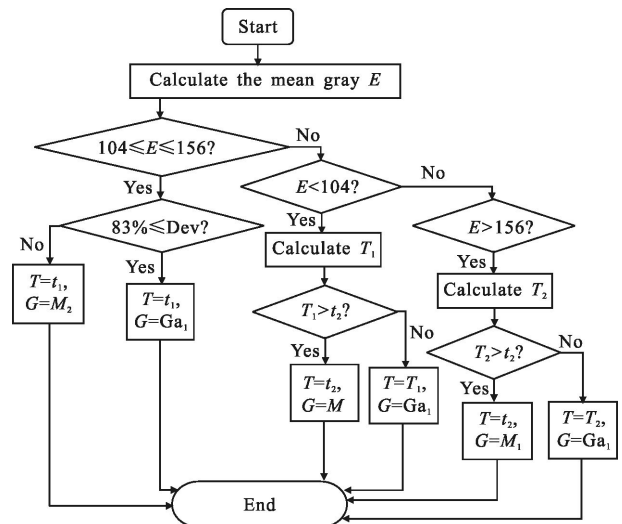 Start
Calculate the mean gray E
104≤E≤156?
No
Yes
E<104?
No
83%≤Dev?
Yes
E>156?
No
Calculate T₁
Yes
Yes
T=t₁,
G=M₂
T=t₁,
G=Ga₁
Calculate T₂
T₁>t₂?
No
Yes
T₂>t₂?
No
Yes
T=t₂,
G=M
T=T₁,
G=Ga₁
T=t₂,
G=M₁
T=T₂,
G=Ga₁
End